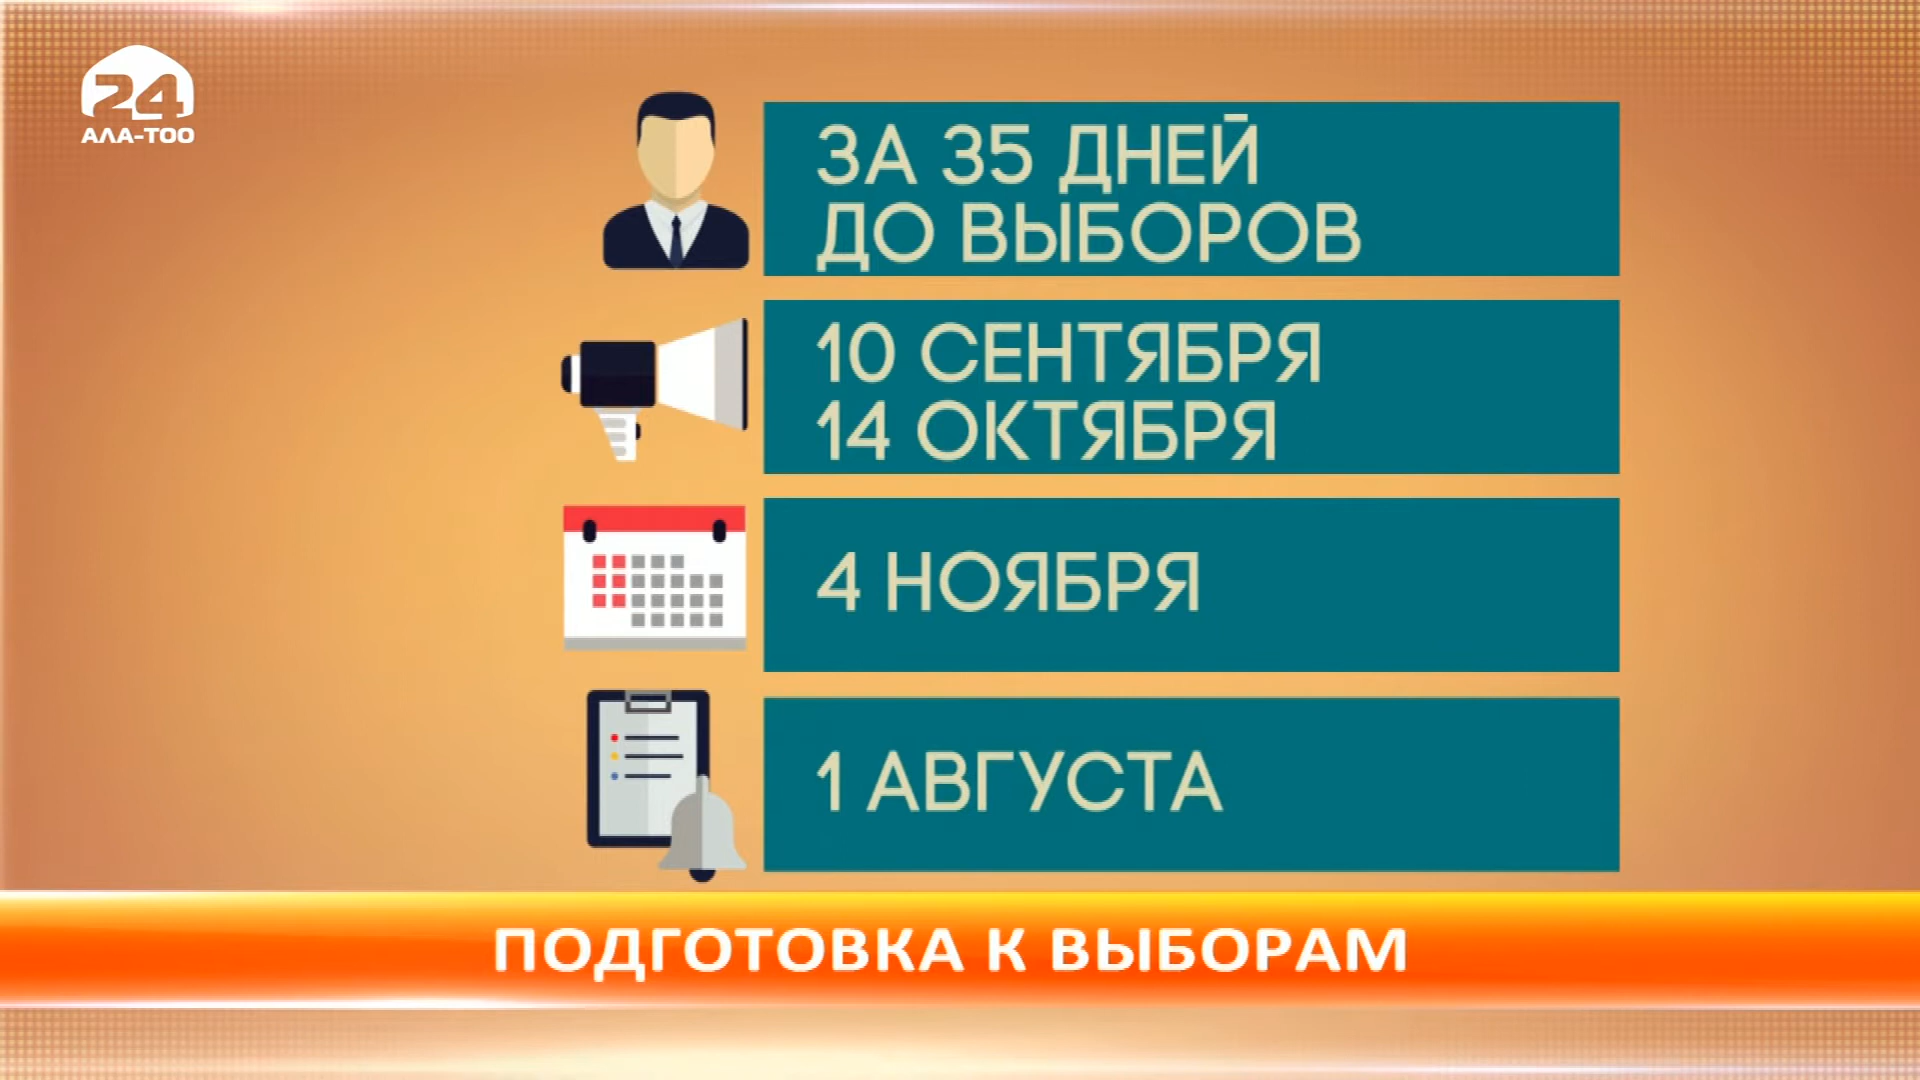 24
АЛА-ТОО
ЗА 35 ДНЕЙ
ДО ВЫБОРОВ
10 СЕНТЯБРЯ
14 ОКТЯБРЯ
4 НОЯБРЯ
1 АВГУСТА
ПОДГОТОВКА К ВЫБОРАМ